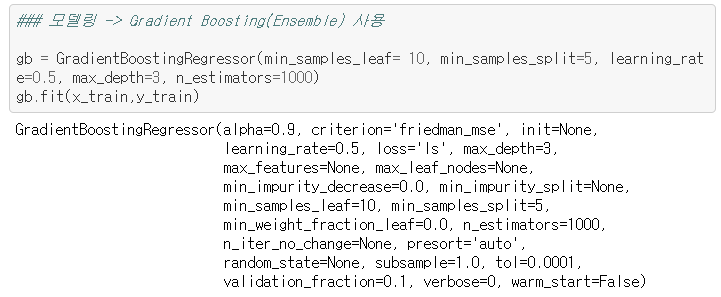 ### 모델링 -> Gradient Boosting(Ensemble) 사용
gb = GradientBoostingRegressor(min_samples_leaf= 10, min_samples_split=5, learning_rat
e=0.5, max_depth=3, n_estimators=1000)
gb.fit(x_train,y_train)
GradientBoostingRegressor(alpha=0.9, criterion='friedman_mse', init=None,
learning_rate=0.5, loss='ls', max_depth=3,
max_features=None, max_leaf_nodes=None,
min_impurity_decrease=0.0, min_impurity_split=None,
min_samples_leaf=10, min_samples_split=5,
min_weight_fraction_leaf=0.0, n_estimators=1000,
n_iter_no_change=None, presort='auto',
random_state=None, subsample=1.0, tol=0.0001,
validation_fraction=0.1, verbose=0, warm_start=False)